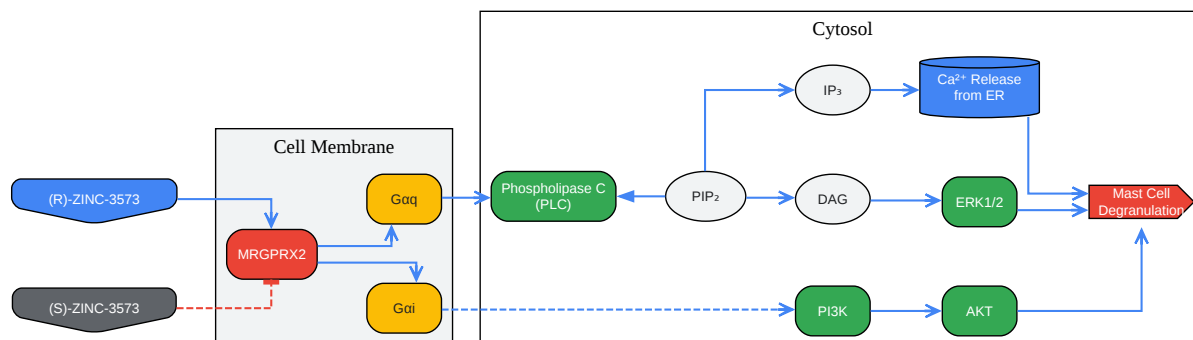 Cytosol
IP₃
Ca²⁺ Release
from ER
Cell Membrane
(R)-ZINC-3573
Gαq
Phospholipase C
(PLC)
PIP₂
DAG
ERK1/2
Mast Cell
Degranulation
MRGPRX2
(S)-ZINC-3573
Gαi
PI3K
AKT